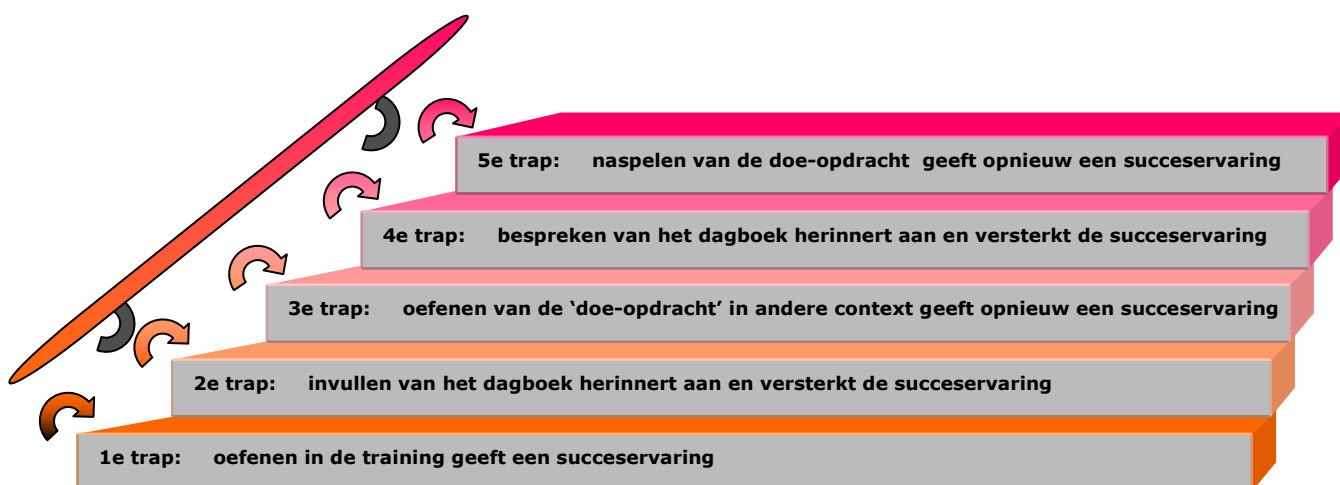 5e trap: naspelen van de doe-opdracht geeft opnieuw een succeservaring
4e trap: bespreken van het dagboek herinnert aan en versterkt de succeservaring
3e trap: oefenen van de ‘doe-opdracht’ in andere context geeft opnieuw een succeservaring
2e trap: invullen van het dagboek herinnert aan en versterkt de succeservaring
1e trap: oefenen in de training geeft een succeservaring